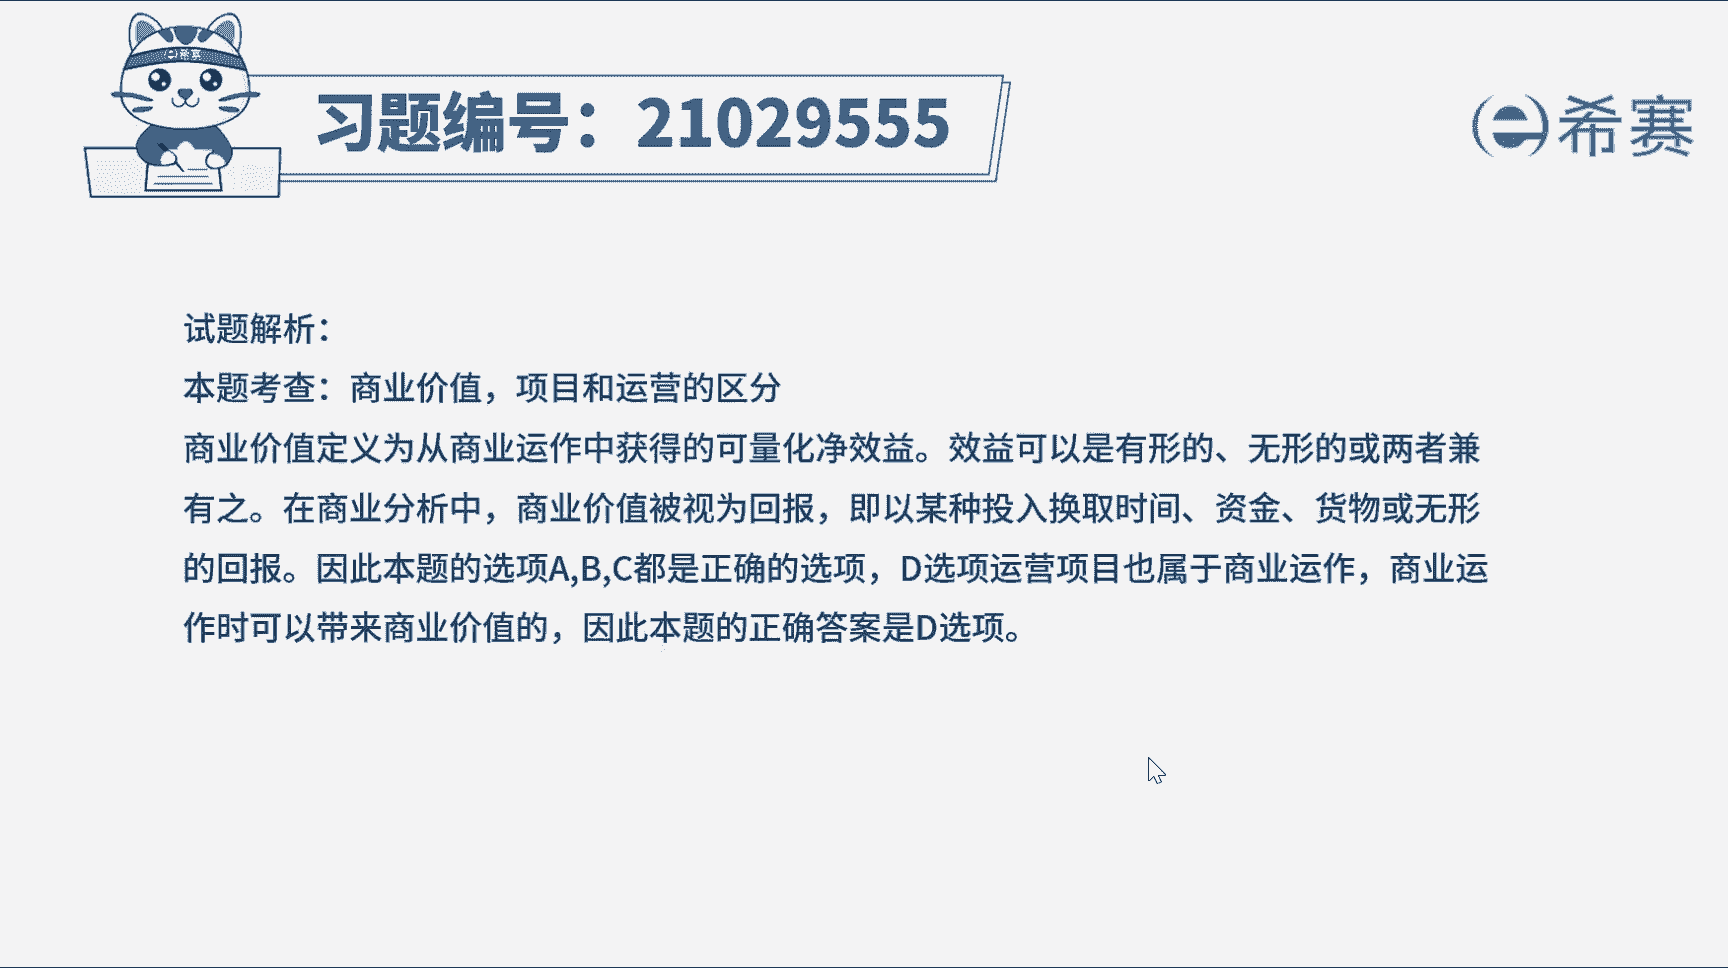 希赛
习题编号：21029555
希赛
试题解析：
本题考查：商业价值，项目和运营的区分
商业价值定义为从商业运作中获得的可量化净效益。效益可以是有形的、无形的或两者兼
有之。在商业分析中，商业价值被视为回报，即以某种投入换取时间、资金、货物或无形
的回报。因此本题的选项A,B,C都是正确的选项，D选项运营项目也属于商业运作，商业运
作时可以带来商业价值的，因此本题的正确答案是D选项。